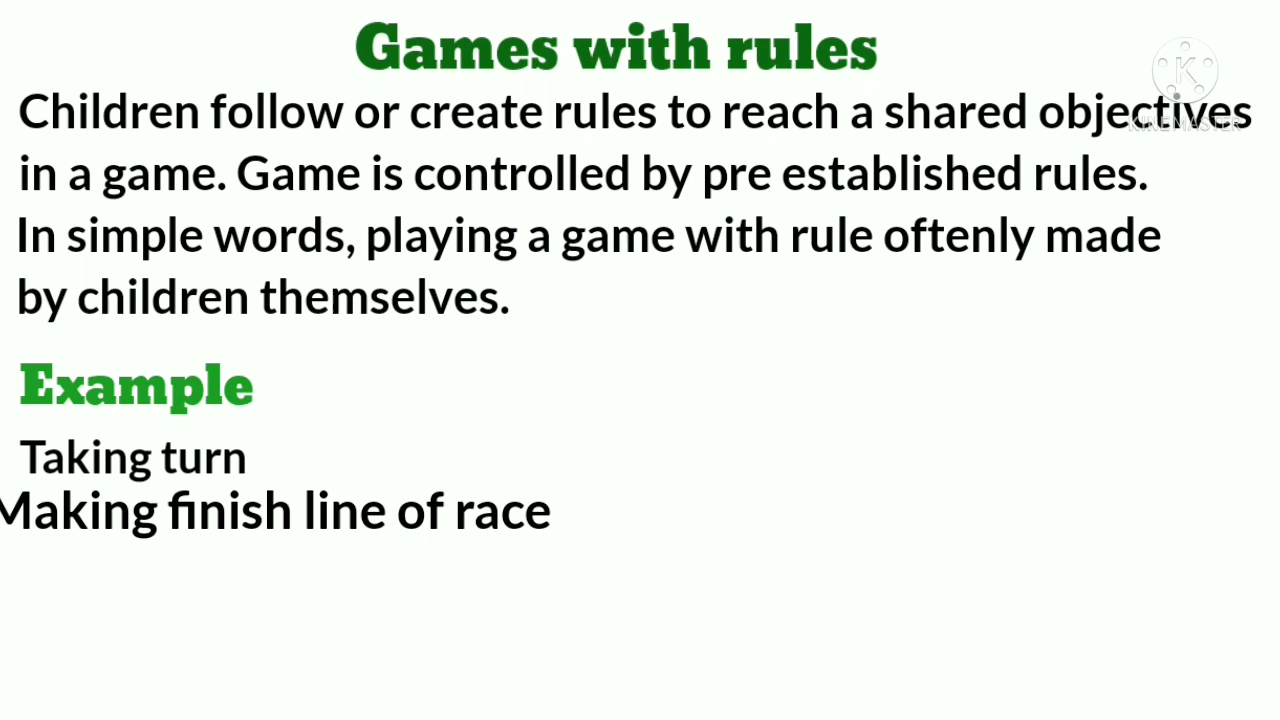 Games with rules
Children follow or create rules to reach a shared objectives
in a game. Game is controlled by pre established rules.
In simple words, playing a game with rule oftenly made
by children themselves.
Example
Taking turn
Making finish line of race
K
KINEMASTER